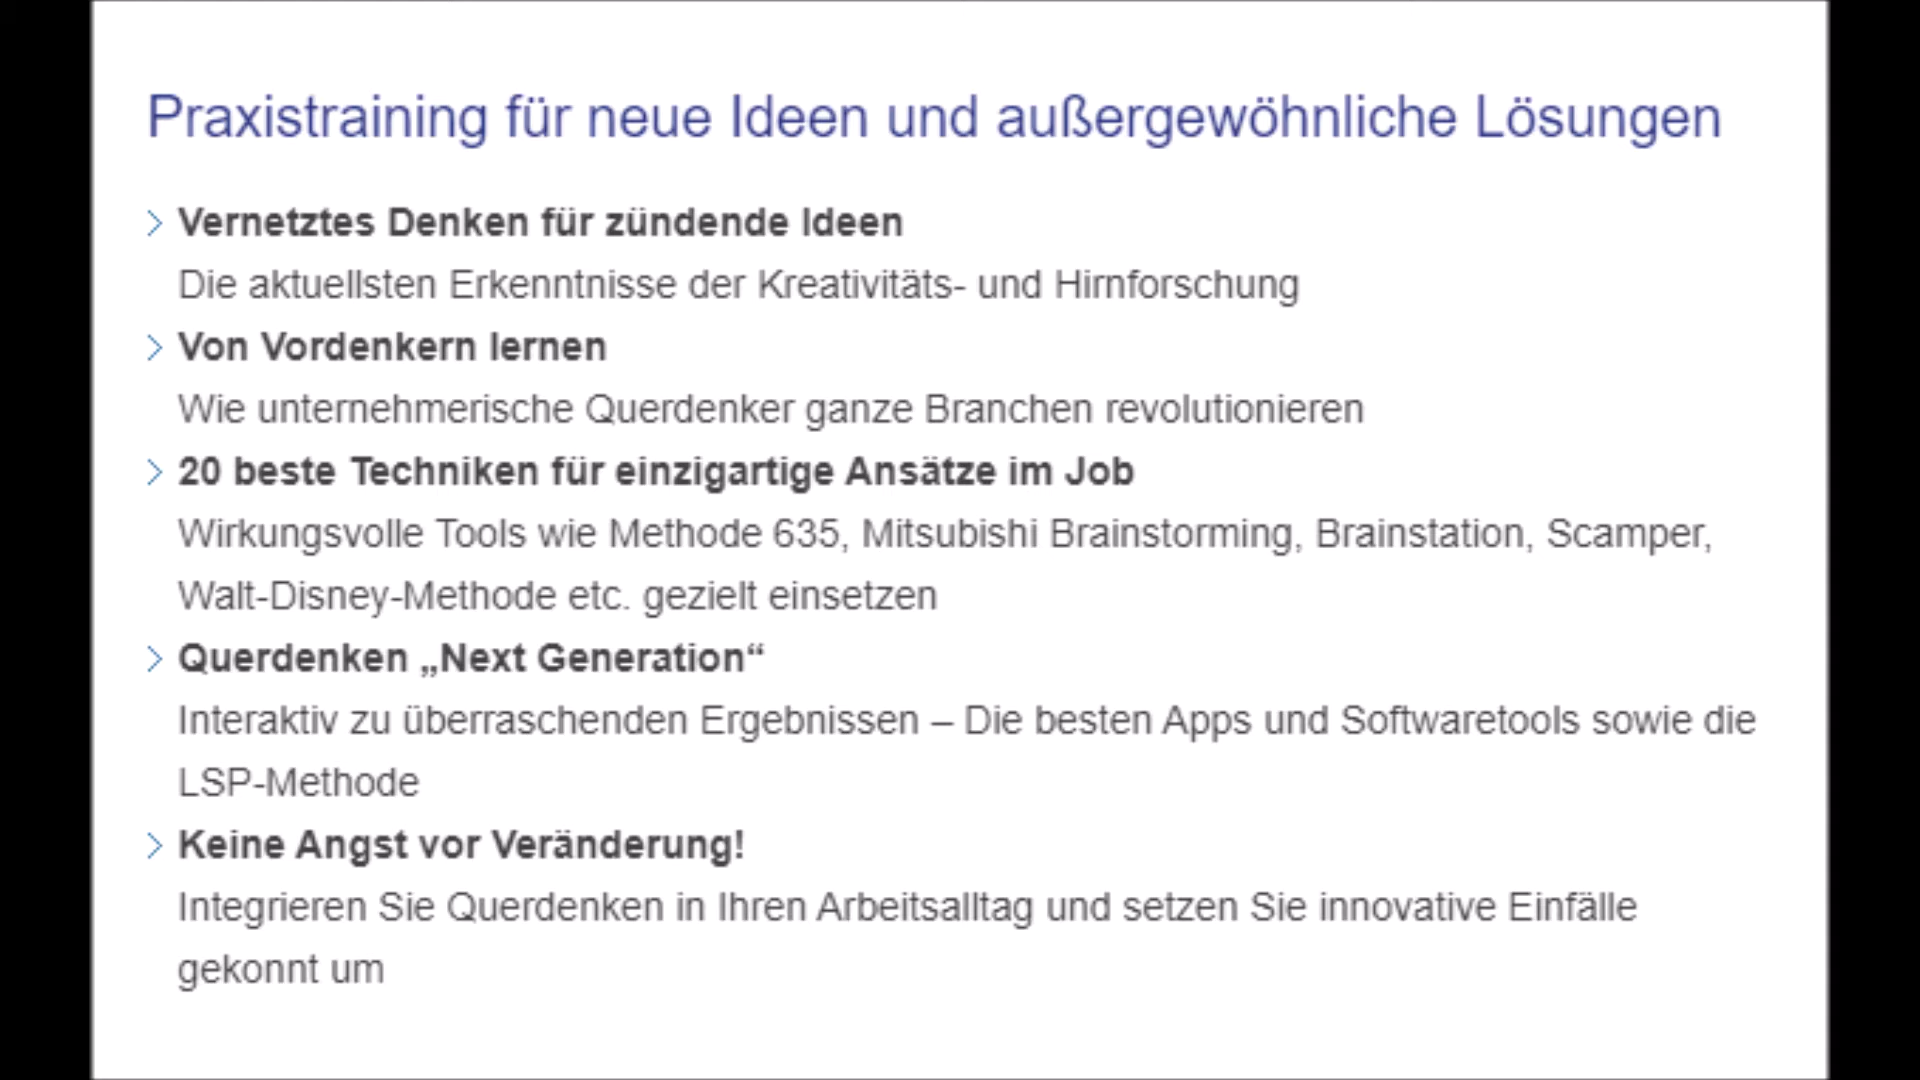 Praxistraining für neue Ideen und außergewöhnliche Lösungen
Vernetztes Denken für zündende Ideen
Die aktuellsten Erkenntnisse der Kreativitäts- und Hirnforschung
Von Vordenkern lernen
Wie unternehmerische Querdenker ganze Branchen revolutionieren
20 beste Techniken für einzigartige Ansätze im Job
Wirkungsvolle Tools wie Methode 635, Mitsubishi Brainstorming, Brainstation, Scamper,
Walt-Disney-Methode etc. gezielt einsetzen
Querdenken „Next Generation“
Interaktiv zu überraschenden Ergebnissen – Die besten Apps und Softwaretools sowie die
LSP-Methode
Keine Angst vor Veränderung!
Integrieren Sie Querdenken in Ihren Arbeitsalltag und setzen Sie innovative Einfälle
gekonnt um